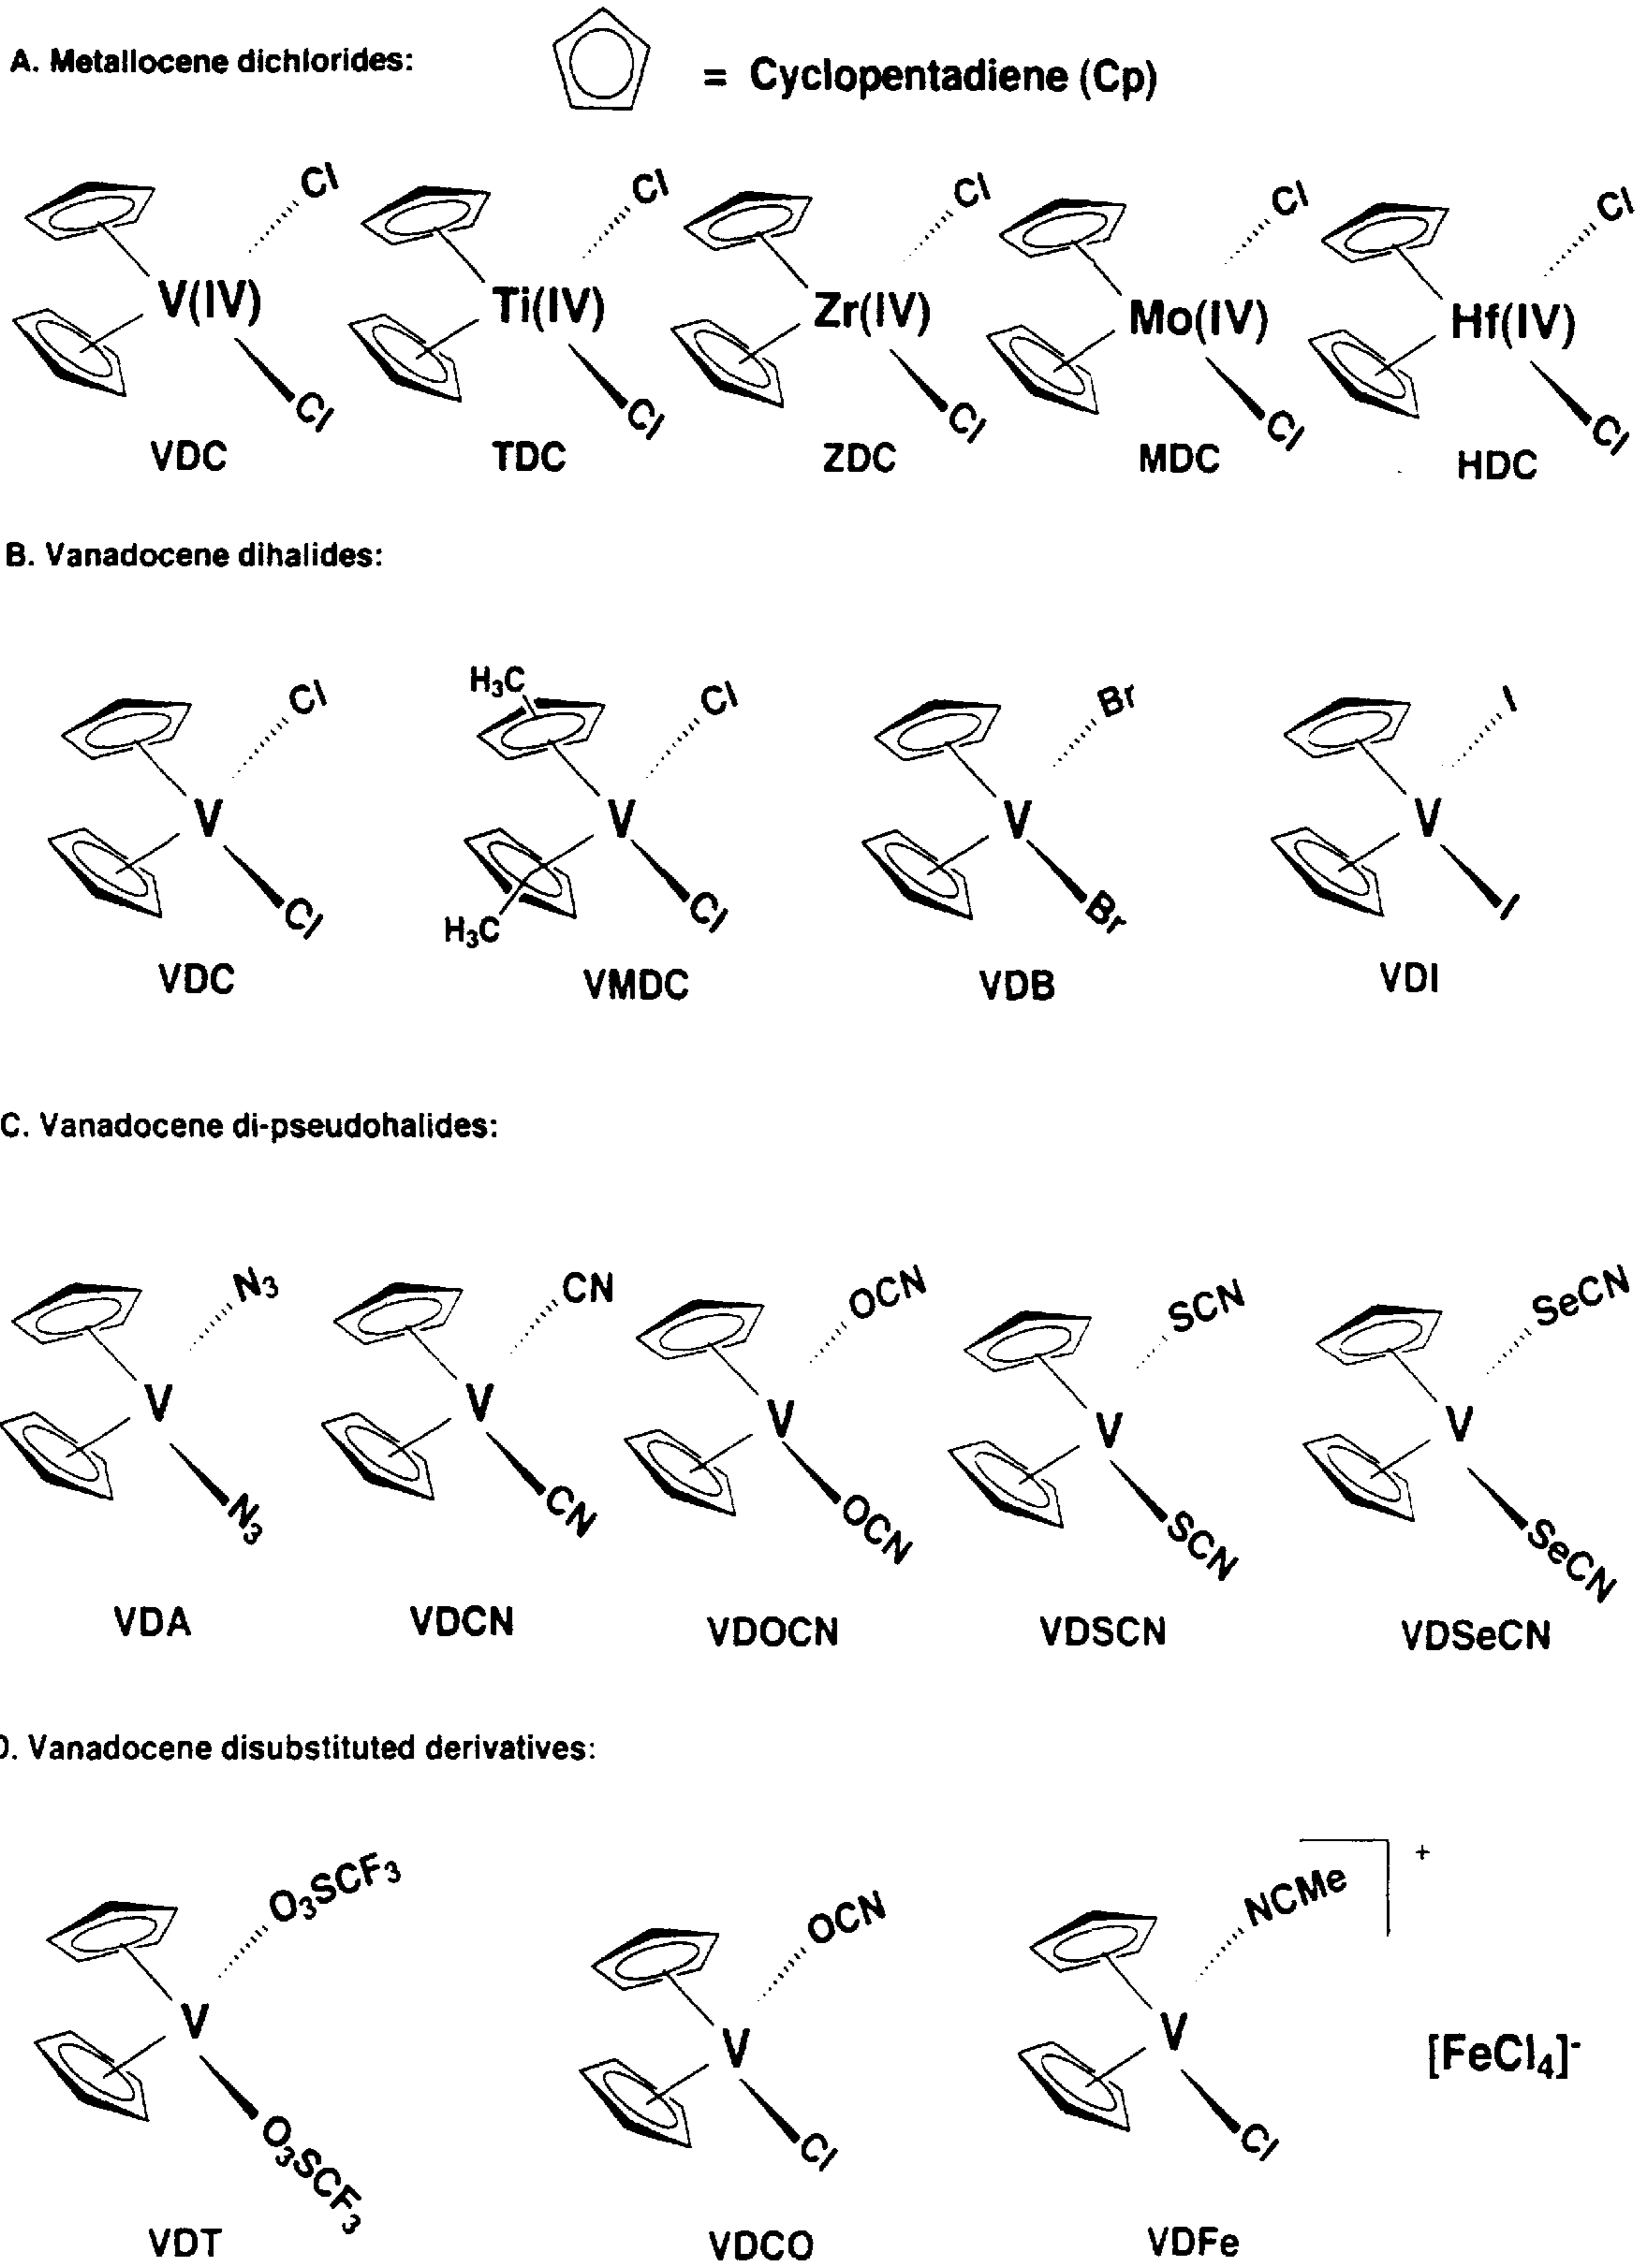 A. Metallocene dichlorides:
= Cyclopentadiene (Cp)
Cl Cl Cl Cl Cl
V(IV) Ti(IV) Zr(IV) Mo(IV) Hf(IV)
Cl Cl Cl Cl Cl
VDC TDC ZDC MDC HDC
B. Vanadocene dihalides:
H3C
Cl Cl Br I
V V V V
Cl Cl Br I
H3C
VDC VMDC VDB VDI
C. Vanadocene di-pseudohalides:
N3 CN OCN SCN SeCN
V V V V V
N3 CN OCN SCN SeCN
VDA VDCN VDOCN VDSCN VDSeCN
D. Vanadocene disubstituted derivatives:
+
O3SCF3 OCN NCMe
V V V [FeCl4]-
O3SCF3 Cl Cl
VDT VDCO VDFe